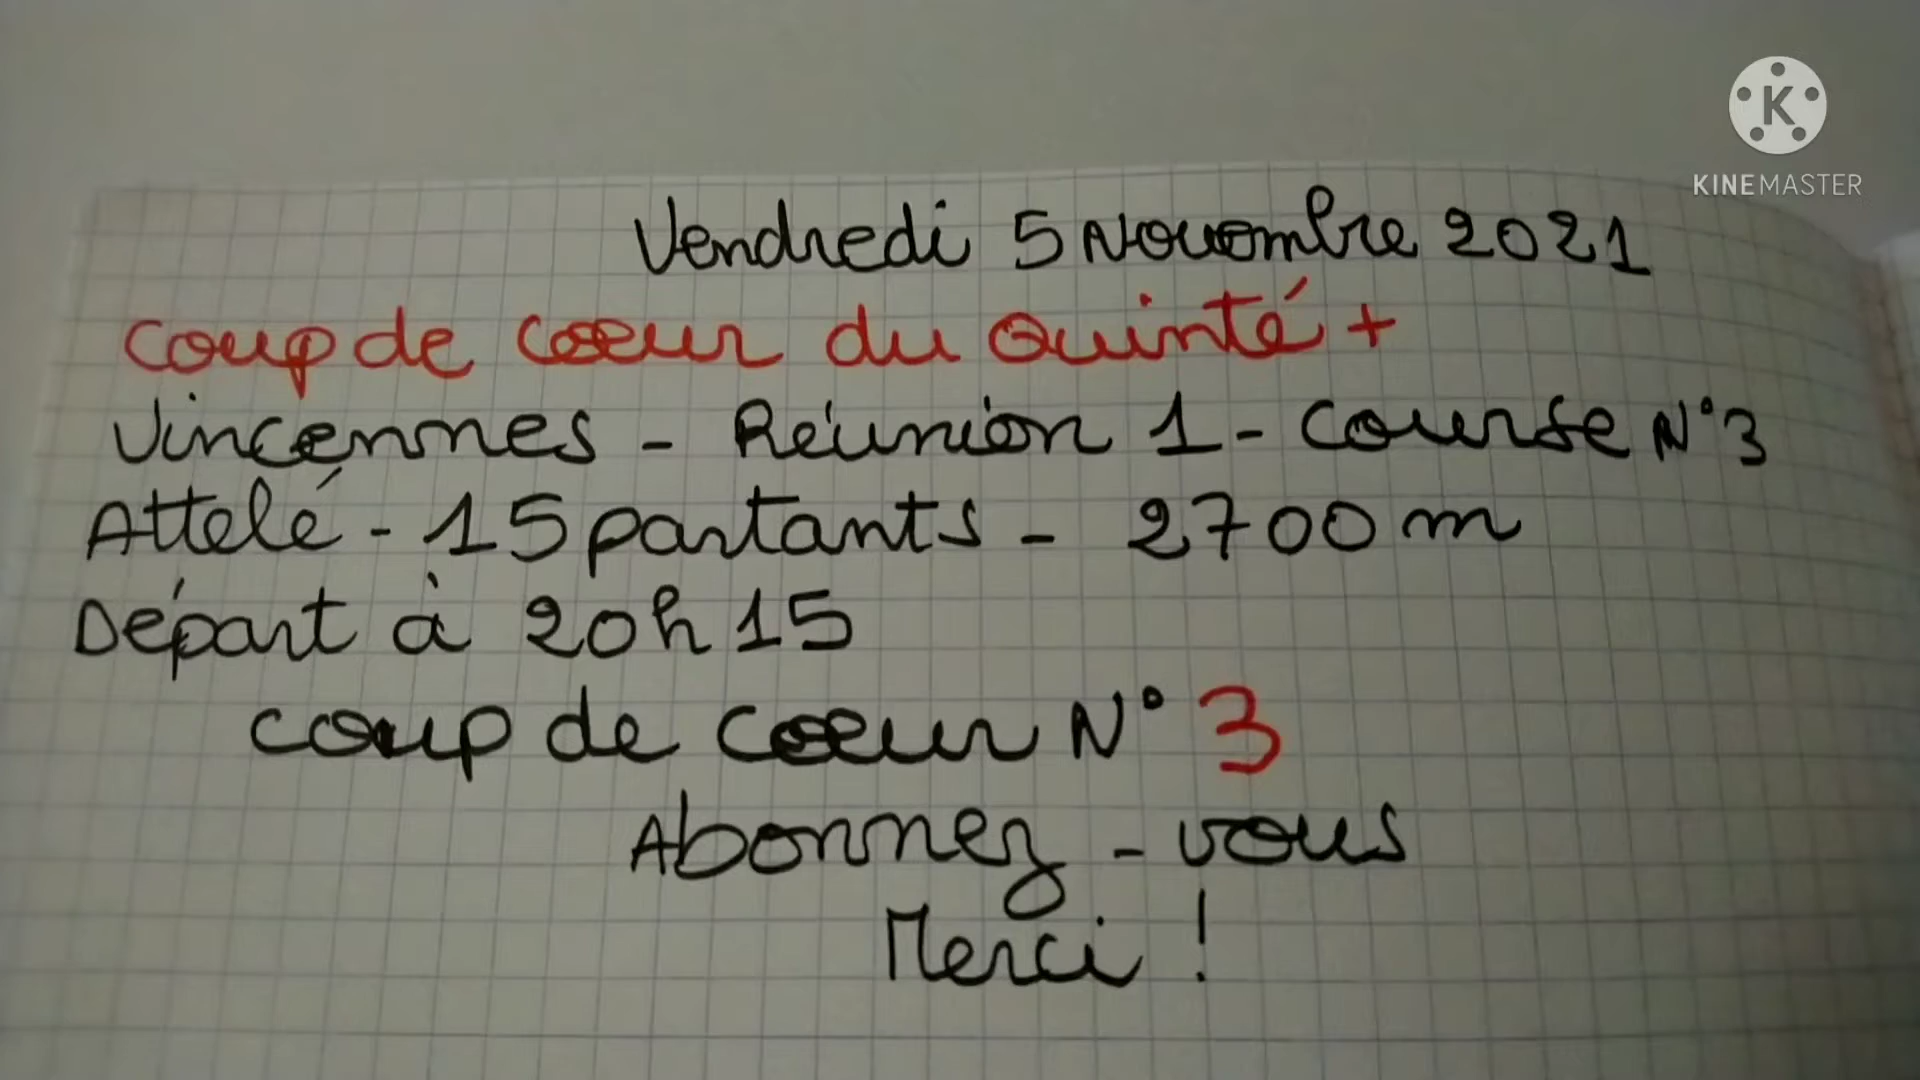 K
KINEMASTER
Vendredi 5 Novembre 2021
Coup de coeur du Quinté +
Vincennes - Réunion 1 - Course N°3
Attelé - 15 partants - 2700 m
Départ à 20h15
Coup de coeur N° 3
Abonnez-vous
Merci !